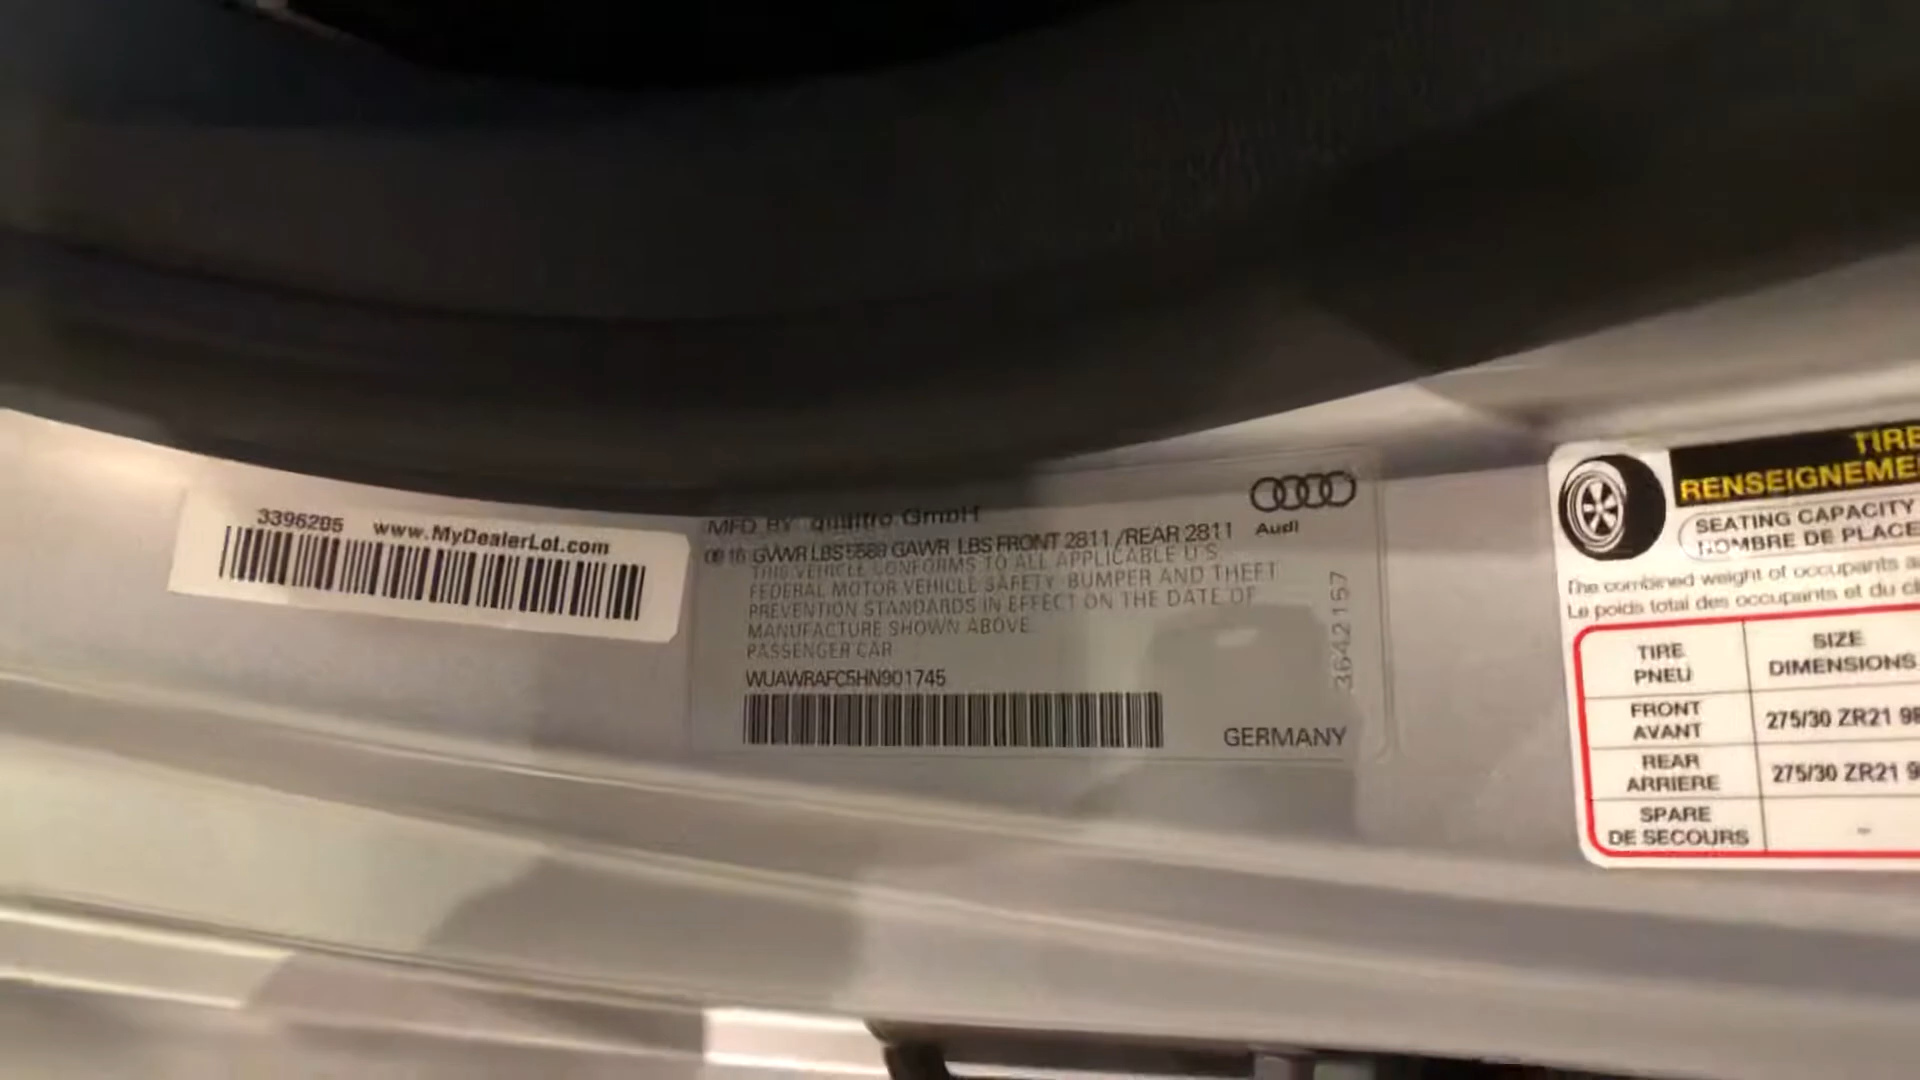 3396205 www.MyDealerLot.com
MFD BY quattro GmbH
GVWR LBS 5589 GAWR LBS FRONT 2811 /REAR 2811
THIS VEHICLE CONFORMS TO ALL APPLICABLE U.S.
FEDERAL MOTOR VEHICLE SAFETY, BUMPER AND THEFT
PREVENTION STANDARDS IN EFFECT ON THE DATE OF
MANUFACTURE SHOWN ABOVE.
PASSENGER CAR
WUAWRAFC5HN901745
Audi
3642157
GERMANY
TIRE
RENSEIGNEME
SEATING CAPACITY
NOMBRE DE PLACE
The combined weight of occupants
Le poids total des occupants et du
TIRE SIZE
PNEU DIMENSIONS
FRONT
AVANT 275/30 ZR21
REAR
ARRIERE 275/30 ZR21
SPARE
DE SECOURS –